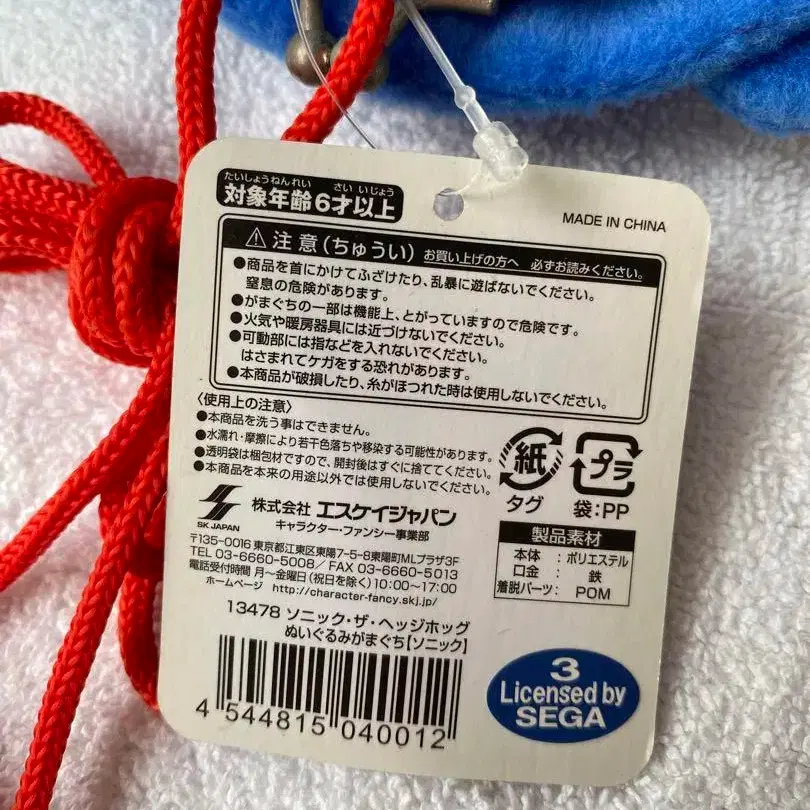 たいしょうねんれい さい いじょう
対象年齢6才以上
MADE IN CHINA
⚠注意(ちゅうい) お買い上げの方へ 必ずお読みください。
●商品を首にかけてふざけたり、乱暴に遊ばないでください。
窒息の危険があります。
●がまぐちの一部は機能上、とがっていますので危険です。
●火気や暖房器具には近づけないでください。
●可動部には指などを入れないでください。
はさまれてケガをする恐れがあります。
●本商品が破損したり、糸がほつれた時は使用しないでください。
〈使用上の注意〉
●本商品を洗う事はできません。
●水濡れ・摩擦により若干色落ちや移染する可能性があります。
●透明袋は梱包材ですので、開封後はすぐに捨ててください。
●本商品を本来の用途以外では使用しないでください。
紙
タグ
プラ
袋:PP
SK JAPAN
株式会社 エスケイジャパン
キャラクター・ファンシー事業部
〒135-0016 東京都江東区東陽7-5-8東陽町MLプラザ3F
TEL 03-6660-5008/FAX 03-6660-5013
電話受付時間 月〜金曜日(祝日を除く)10:00〜17:00
ホームページ http://character-fancy.skj.jp/
製品素材
本体 : ポリエステル
口金 : 鉄
着脱パーツ : POM
13478 ソニック・ザ・ヘッジホッグ
ぬいぐるみがまぐち【ソニック】
4 544815 040012
3
Licensed by
SEGA